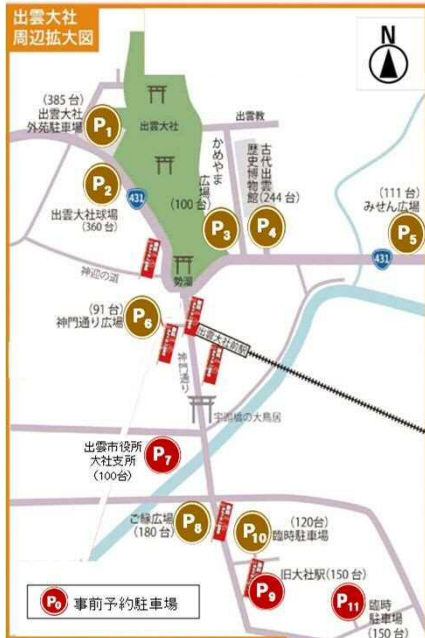 出雲大社
周辺拡大図
N
(385台)
出雲大社
外苑駐車場
P1
出雲大社
出雲教
P2
出雲大社球場
(360台)
431
かめやま
広場
(100台)
P3
古代出雲
歴史博物館
(244台)
P4
(111台)
みせん広場
P5
431
神迎の道
勢溜
(91台)
神門通り広場
P6
出雲大社前駅
神門通り
宇迦橋の大鳥居
出雲市役所
大社支所
(100台)
P7
ご縁広場
(180台)
P8
P10
(120台)
臨時駐車場
旧大社駅(150台)
P9
P11
臨時
駐車場
(150台)
P0 事前予約駐車場